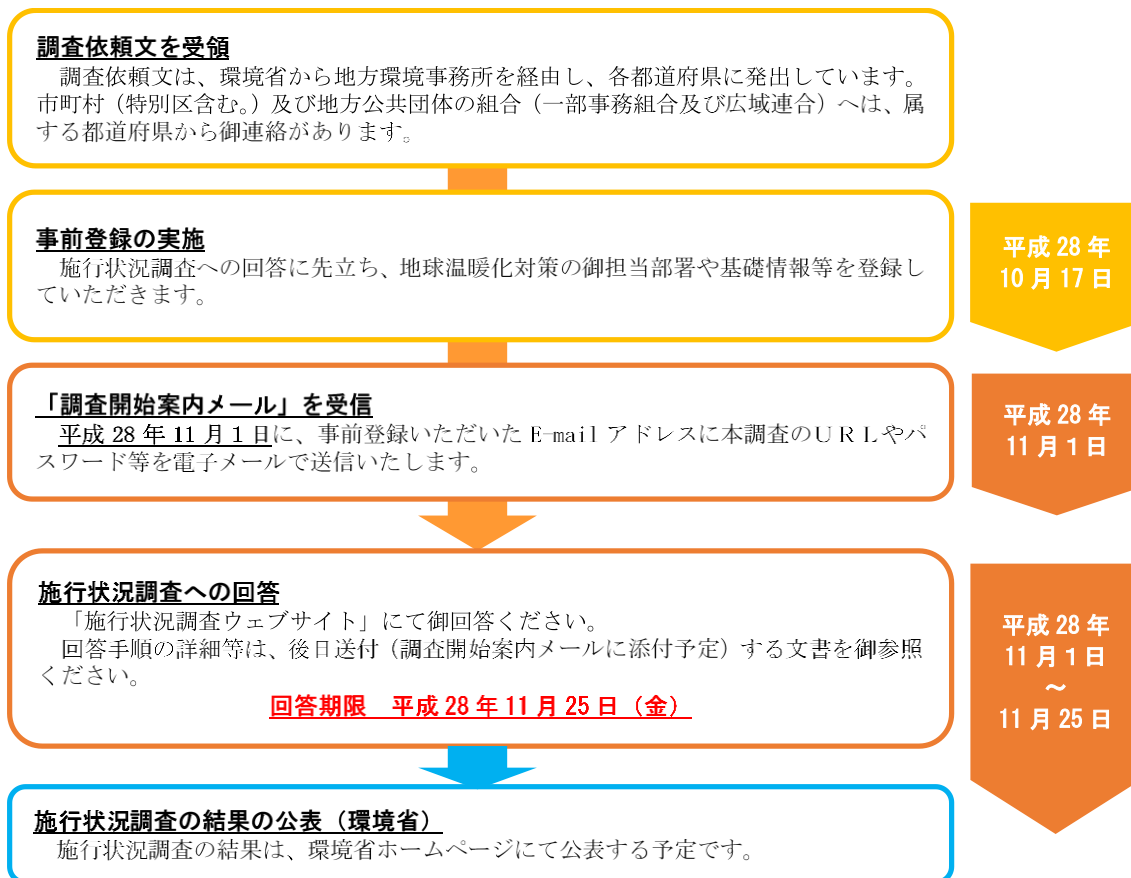 調査依頼文を受領
調査依頼文は、環境省から地方環境事務所を経由し、各都道府県に発出しています。
市町村（特別区含む。）及び地方公共団体の組合（一部事務組合及び広域連合）へは、属
する都道府県から御連絡があります。
事前登録の実施
施行状況調査への回答に先立ち、地球温暖化対策の御担当部署や基礎情報等を登録し
ていただきます。
平成 28 年
10 月 17 日
「調査開始案内メール」を受信
平成 28 年 11 月 1 日に、事前登録いただいた E-mail アドレスに本調査のＵＲＬやパ
スワード等を電子メールで送信いたします。
平成 28 年
11 月 1 日
施行状況調査への回答
「施行状況調査ウェブサイト」にて御回答ください。
回答手順の詳細等は、後日送付（調査開始案内メールに添付予定）する文書を御参照
ください。
回答期限　平成 28 年 11 月 25 日（金）
平成 28 年
11 月 1 日
～
11 月 25 日
施行状況調査の結果の公表（環境省）
施行状況調査の結果は、環境省ホームページにて公表する予定です。